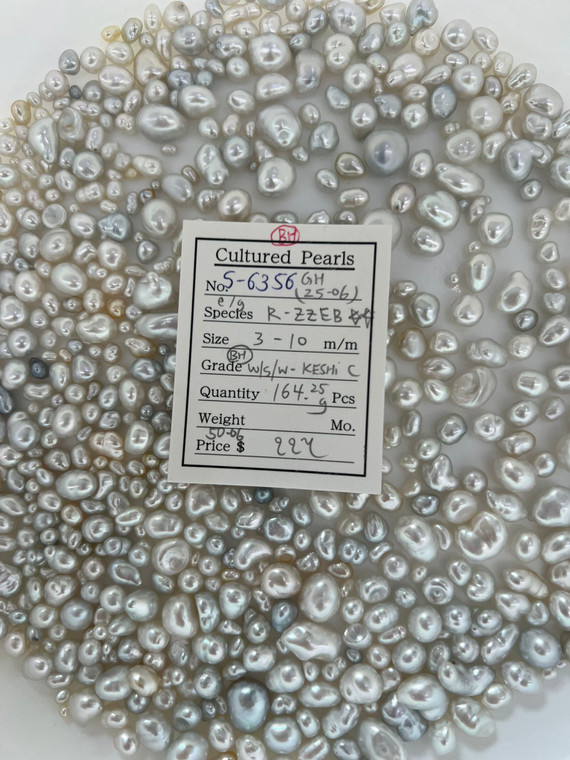 BH
Cultured Pearls
No. S-6356 GH
(25-06)
e/g
Species R-ZZEB ☆☆
Size 3-10 m/m
BH
Grade w/s/w-KESHi C
Quantity 164.25 g Pcs
Weight Mo.
50-06
Price $